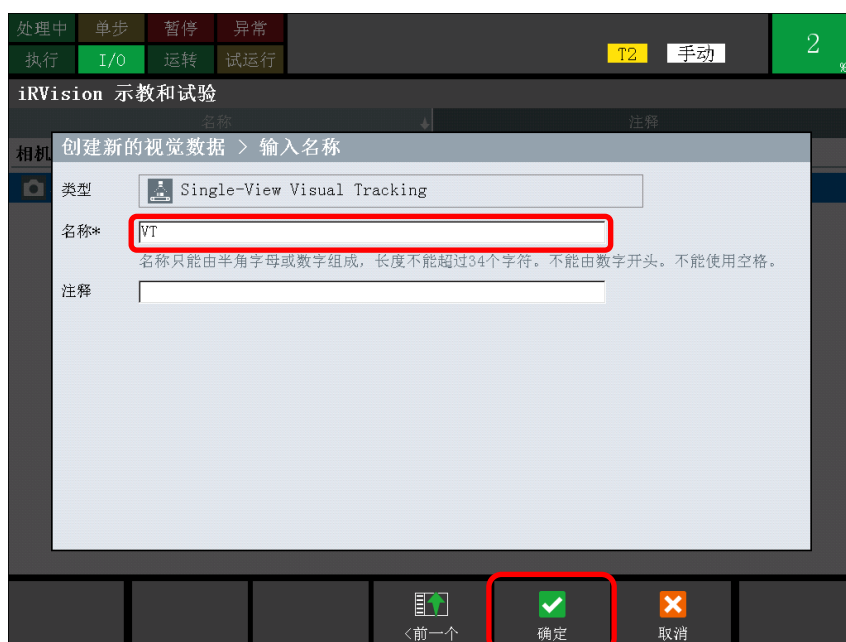 处理中 单步 暂停 异常
执行 I/O 运转 试运行 T2 手动 2 %
iRVision 示教和试验
名称 注释
相机
创建新的视觉数据 > 输入名称
类型 Single-View Visual Tracking
名称* VT
名称只能由半角字母或数字组成, 长度不能超过34个字符。不能由数字开头。不能使用空格。
注释
<前一个 确定 取消